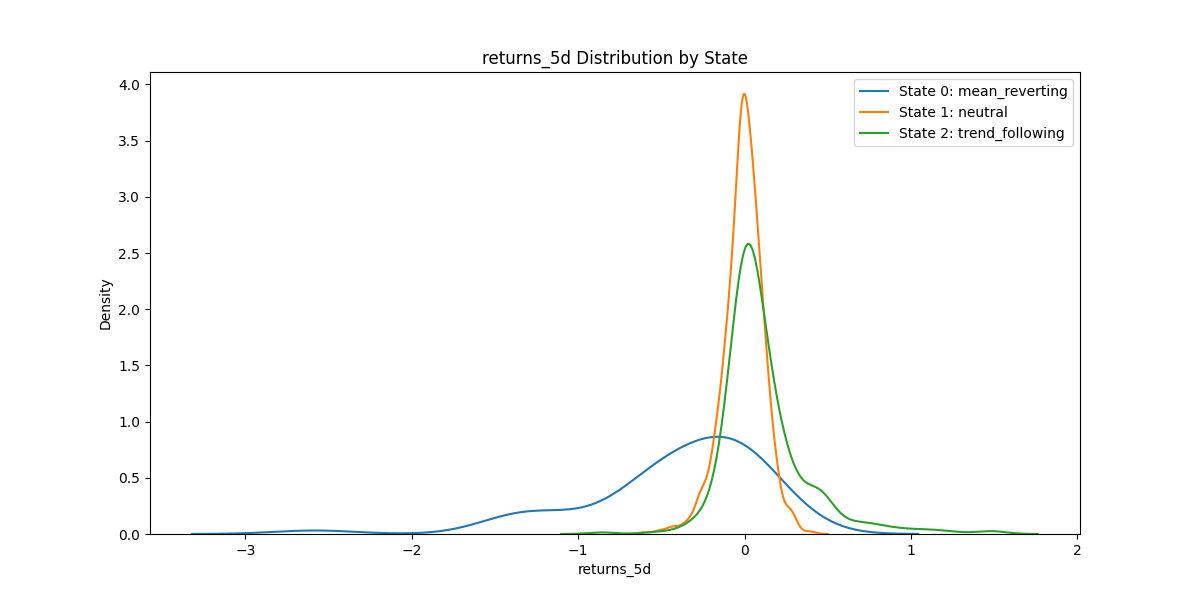 returns_5d Distribution by State
State 0: mean_reverting
State 1: neutral
State 2: trend_following
Density
4.0
3.5
3.0
2.5
2.0
1.5
1.0
0.5
0.0
−3
−2
−1
0
1
2
returns_5d